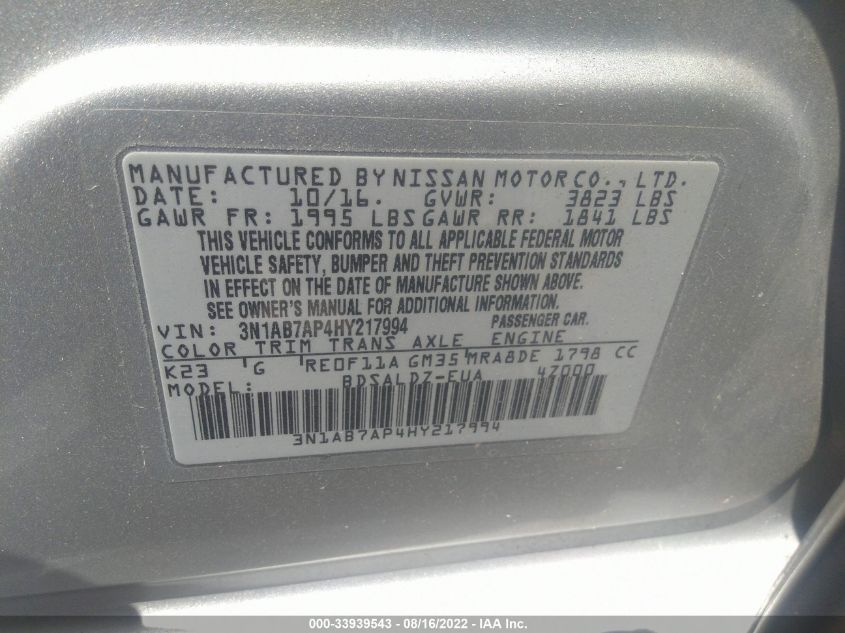 MANUFACTURED BY NISSAN MOTOR CO., LTD.
DATE: 10/16. GVWR: 3823 LBS
GAWR FR: 1995 LBS GAWR RR: 1841 LBS
THIS VEHICLE CONFORMS TO ALL APPLICABLE FEDERAL MOTOR
VEHICLE SAFETY, BUMPER AND THEFT PREVENTION STANDARDS
IN EFFECT ON THE DATE OF MANUFACTURE SHOWN ABOVE.
SEE OWNER'S MANUAL FOR ADDITIONAL INFORMATION.
VIN: 3N1AB7AP4HY217994 PASSENGER CAR.
COLOR TRIM TRANS AXLE ENGINE
K23 G RE0F11A GM35 MRA8DE 1798 CC
MODEL: BDSALDZ-EUA 4Z000
3N1AB7AP4HY217994
000-33939543 - 08/16/2022 - IAA Inc.